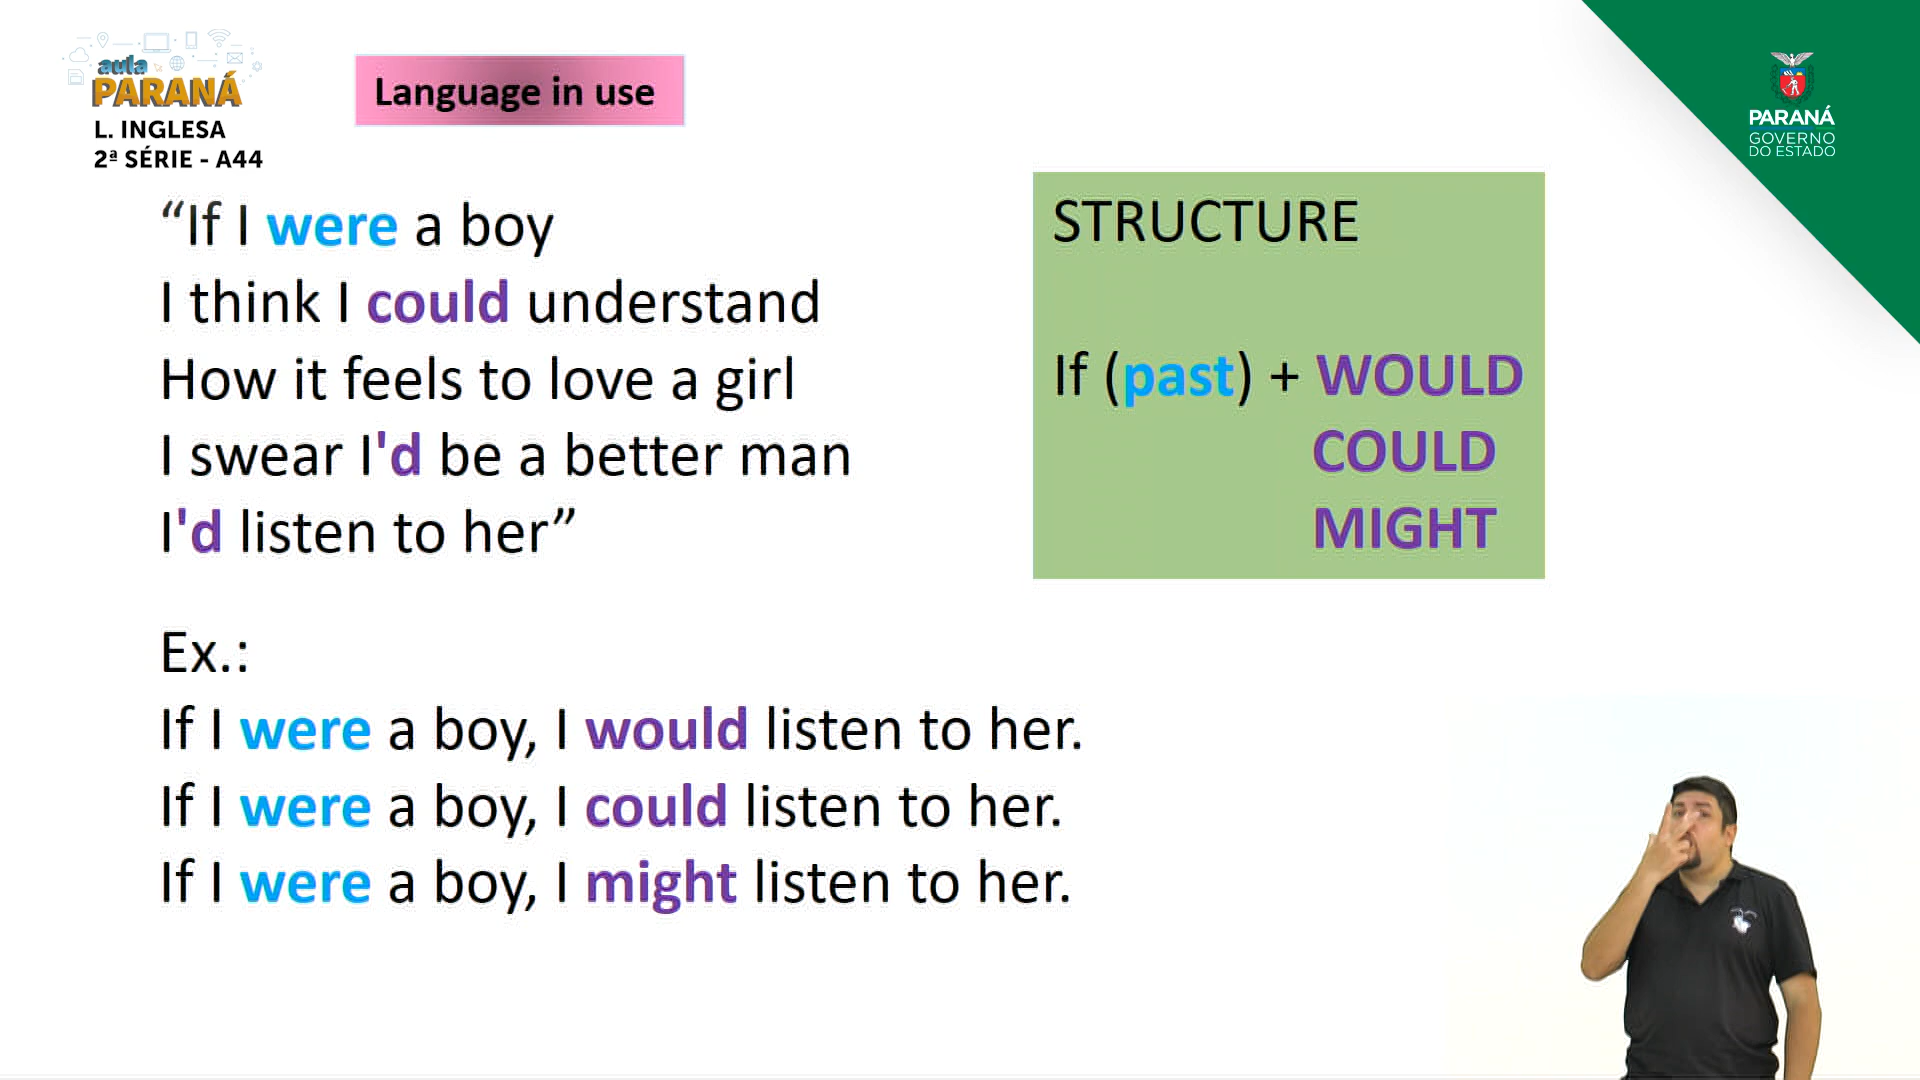 aula
PARANÁ
L. INGLESA
2ª SÉRIE - A44
Language in use
PARANÁ
GOVERNO
DO ESTADO
“If I were a boy
I think I could understand
How it feels to love a girl
I swear I'd be a better man
I'd listen to her”
STRUCTURE
If (past) + WOULD
COULD
MIGHT
Ex.:
If I were a boy, I would listen to her.
If I were a boy, I could listen to her.
If I were a boy, I might listen to her.